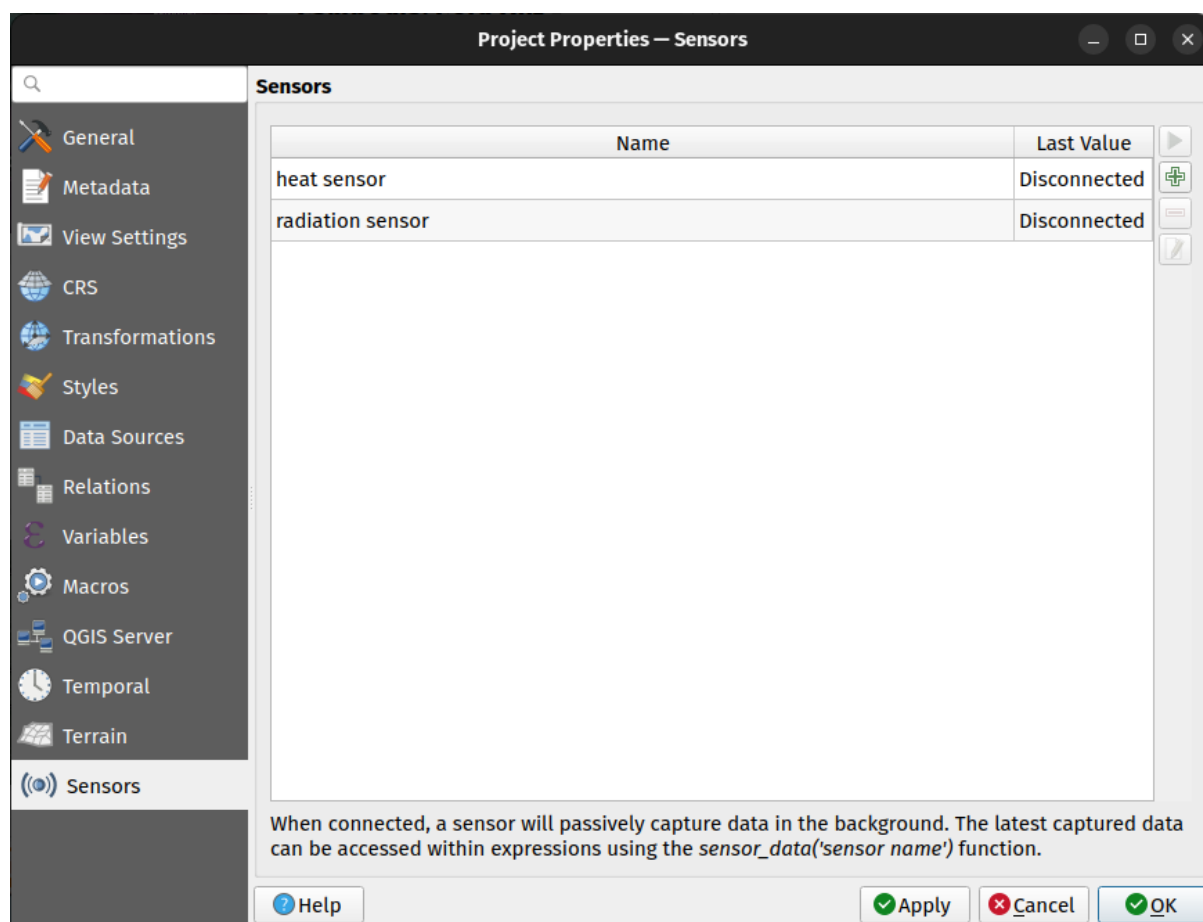 Project Properties — Sensors
Sensors
General
Metadata
View Settings
CRS
Transformations
Styles
Data Sources
Relations
Variables
Macros
QGIS Server
Temporal
Terrain
Sensors
Name Last Value
heat sensor Disconnected
radiation sensor Disconnected
When connected, a sensor will passively capture data in the background. The latest captured data
can be accessed within expressions using the sensor_data('sensor name') function.
Help Apply Cancel OK